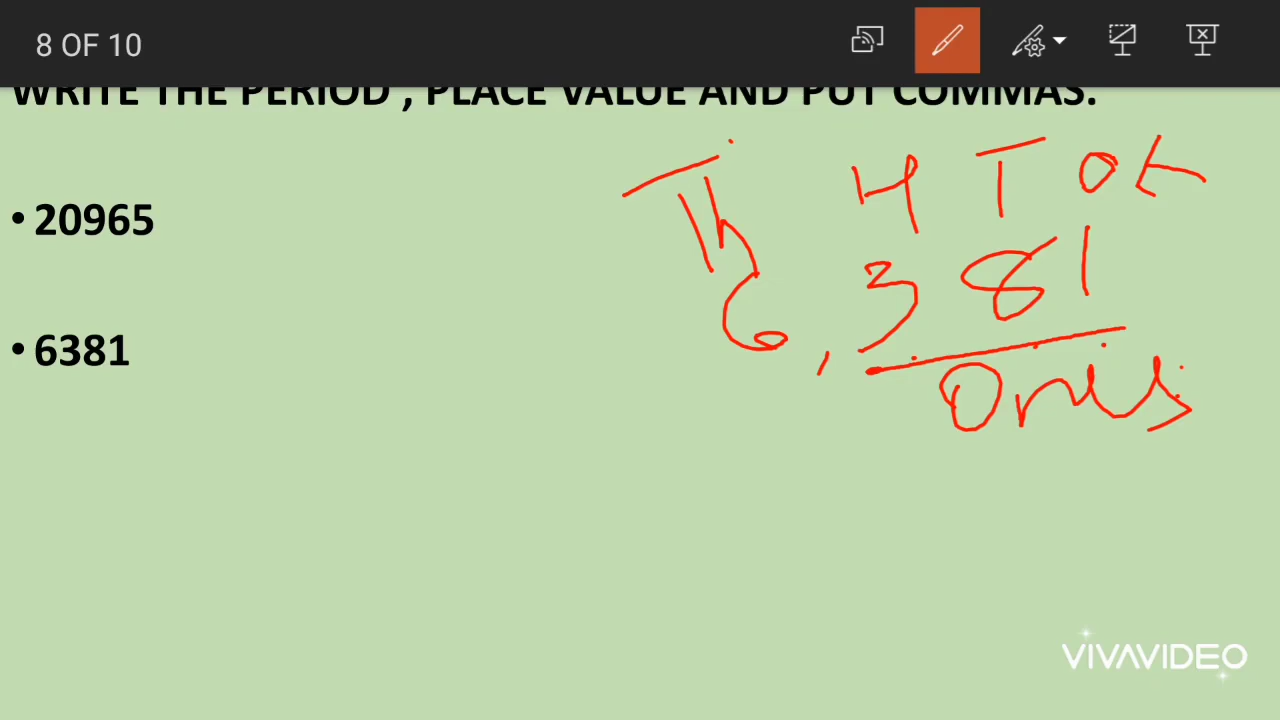 8 OF 10
WRITE THE PERIOD , PLACE VALUE AND PUT COMMAS.
• 20965
• 6381
Th H T O
6,381
Ones
VIVAVIDEO